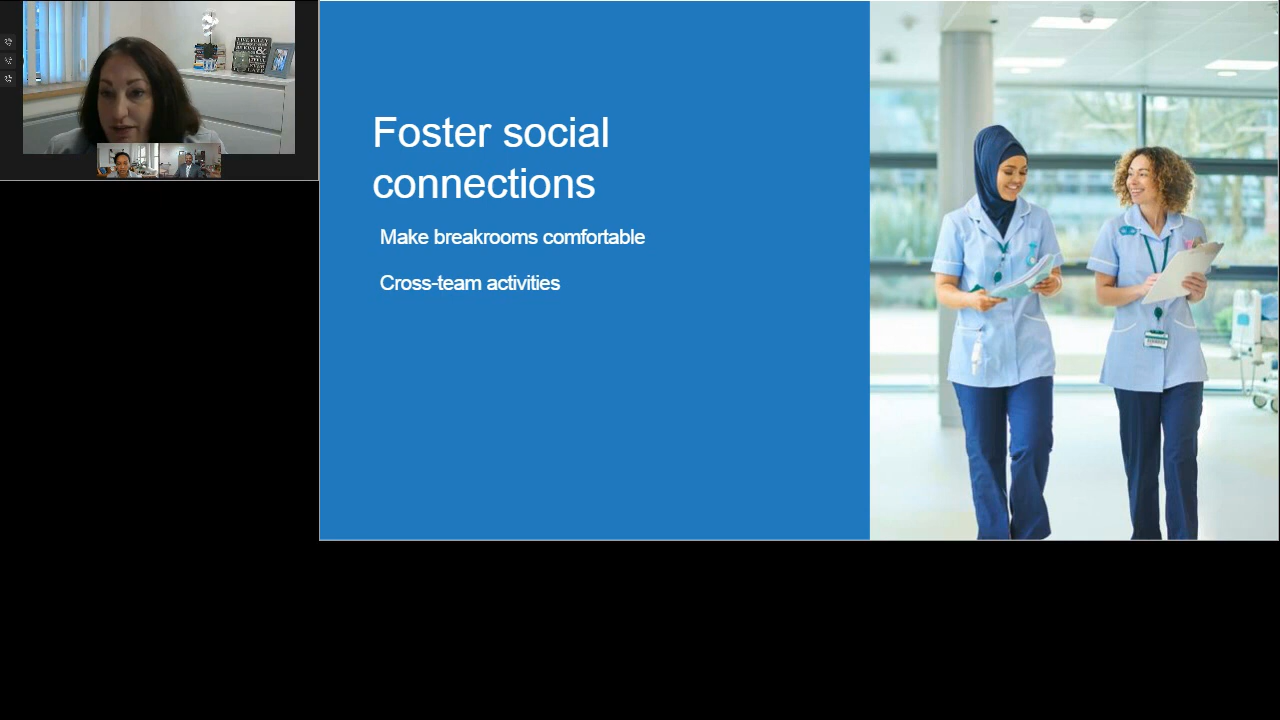 Foster social
connections
Make breakrooms comfortable
Cross-team activities